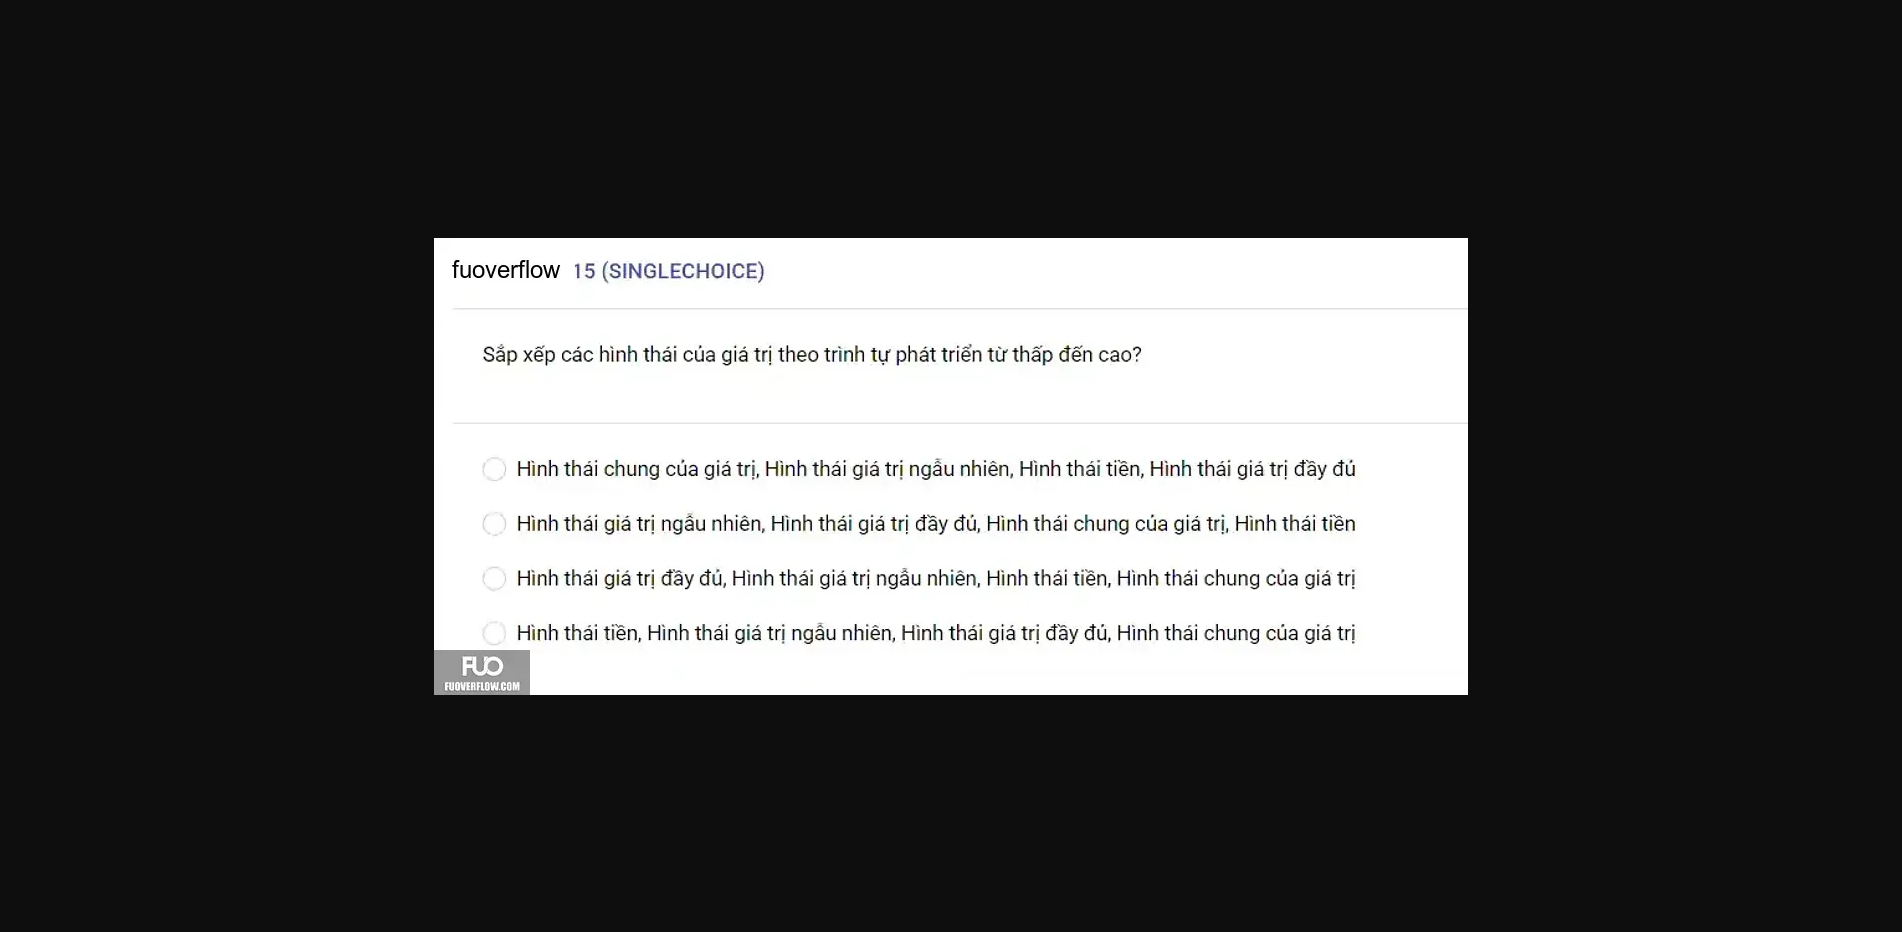 fuoverflow 15 (SINGLECHOICE)
Sắp xếp các hình thái của giá trị theo trình tự phát triển từ thấp đến cao?
Hình thái chung của giá trị, Hình thái giá trị ngẫu nhiên, Hình thái tiền, Hình thái giá trị đầy đủ
Hình thái giá trị ngẫu nhiên, Hình thái giá trị đầy đủ, Hình thái chung của giá trị, Hình thái tiền
Hình thái giá trị đầy đủ, Hình thái giá trị ngẫu nhiên, Hình thái tiền, Hình thái chung của giá trị
Hình thái tiền, Hình thái giá trị ngẫu nhiên, Hình thái giá trị đầy đủ, Hình thái chung của giá trị
FUO
FUOVERFLOW.COM